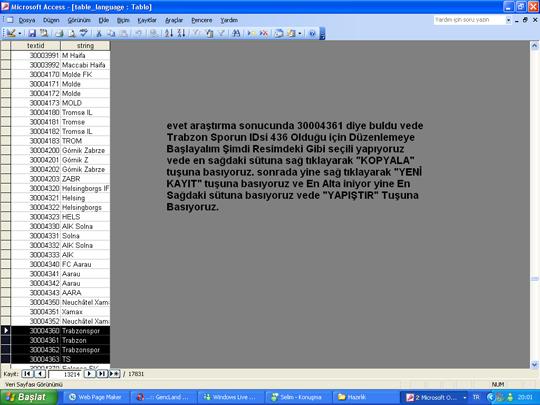 Microsoft Access - [table_language : Tablo]
Dosya Düzen Görünüm Ekle Biçim Kayıtlar Araçlar Pencere Yardım
Yardım için soru yazın
textid string
30003991 M Haifa
30003992 Maccabi Haifa
30004170 Molde FK
30004171 Molde
30004172 Molde
30004173 MOLD
30004180 Tromsø IL
30004181 Tromsø
30004182 Tromsø IL
30004183 TROM
30004200 Górnik Zabrze
30004201 Górnik Z
30004202 Górnik Zabrze
30004203 ZABR
30004320 Helsingborgs IF
30004321 Helsing
30004322 Helsingborgs
30004323 HELS
30004330 AIK Solna
30004331 Solna
30004332 AIK Solna
30004333 AIK
30004340 FC Aarau
30004341 Aarau
30004342 Aarau
30004343 AARA
30004350 Neuchâtel Xama
30004351 Xamax
30004352 Neuchâtel Xama
30004360 Trabzonspor
30004361 Trabzon
30004362 Trabzonspor
30004363 TS
evet araştırma sonucunda 30004361 diye buldu vede
Trabzon Sporun IDsi 436 Olduğu için Düzenlemeye
Başlayalım Şimdi Resimdeki Gibi seçili yapıyoruz
vede en sağdaki sütuna sağ tıklayarak "KOPYALA"
tuşuna basıyoruz. sonrada yine sağ tıklayarak "YENİ
KAYIT" tuşuna basıyoruz ve En Alta iniyor yine En
Sağdaki sütuna basıyoruz vede "YAPIŞTIR" Tuşuna
Basıyoruz.
Kayıt: 13214 / 17831
Veri Sayfası Görünümü NUM
Başlat Web Page Maker GencLand ... Windows Live ... Selim - Konuşma Hazırlık 2 Microsoft O... TR 20:01